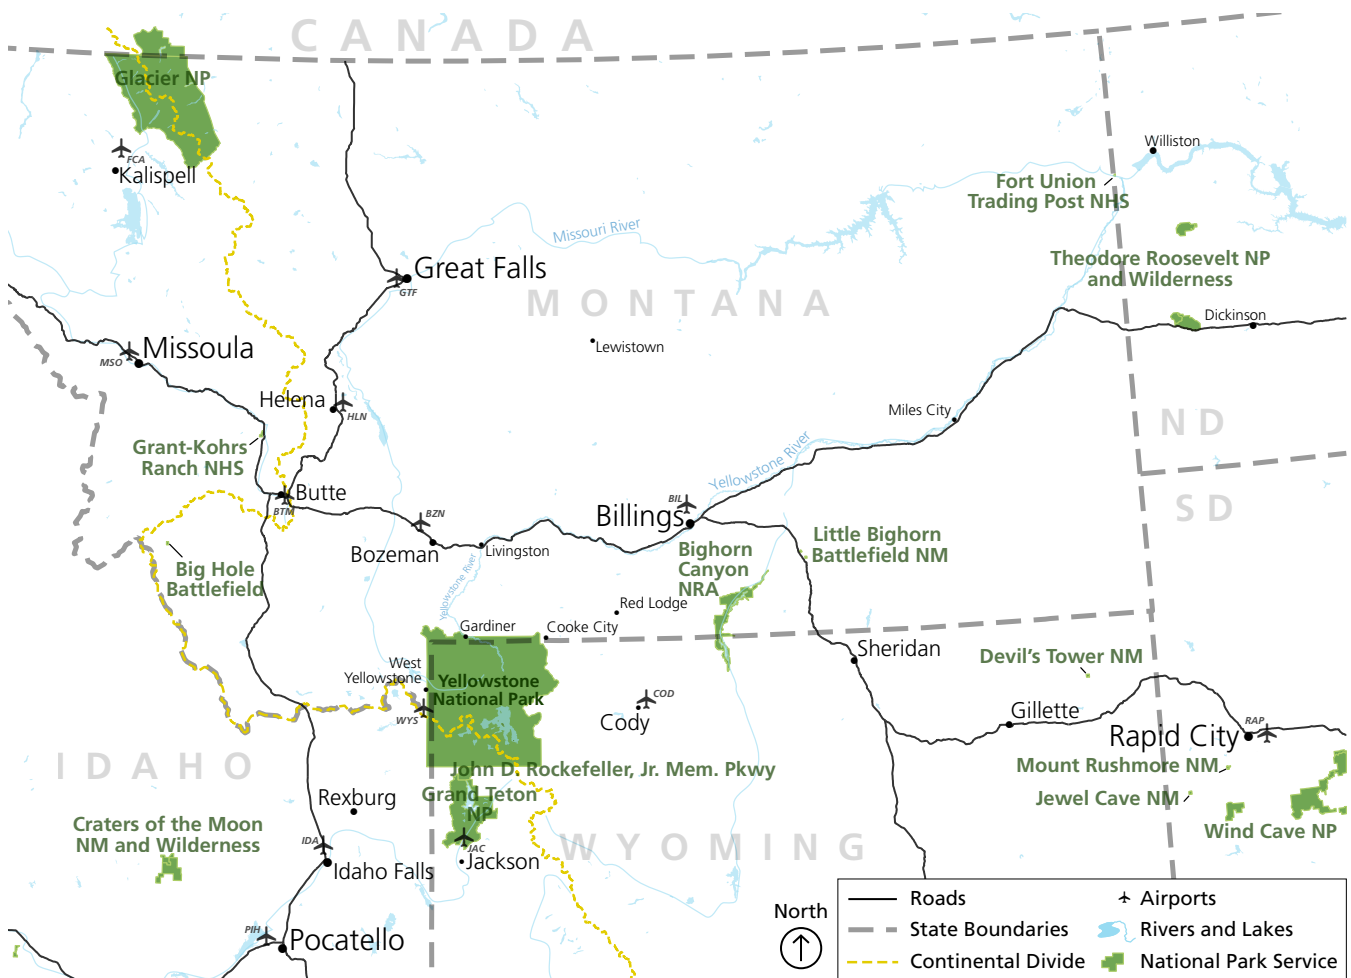 CANADA
Glacier NP
FCA
Kalispell
Williston
Fort Union
Trading Post NHS
Missouri River
Theodore Roosevelt NP
and Wilderness
Great Falls
GTF
MONTANA
Dickinson
Lewistown
Missoula
MSO
Helena
HLN
Miles City
ND
Grant-Kohrs
Ranch NHS
Yellowstone River
Butte
BTM
BZN
BIL
Billings
SD
Bozeman
Livingston
Little Bighorn
Battlefield NM
Bighorn
Canyon
NRA
Big Hole
Battlefield
Yellowstone River
Red Lodge
Gardiner
Cooke City
Sheridan
Devil's Tower NM
West
Yellowstone
Yellowstone
National Park
WYS
COD
Cody
Gillette
Rapid City
RAP
IDAHO
John D. Rockefeller, Jr. Mem. Pkwy
Mount Rushmore NM
Grand Teton
NP
Rexburg
Jewel Cave NM
Craters of the Moon
NM and Wilderness
Wind Cave NP
IDA
JAC
Jackson
WYOMING
Idaho Falls
PIH
Pocatello
North
Roads
Airports
State Boundaries
Rivers and Lakes
Continental Divide
National Park Service